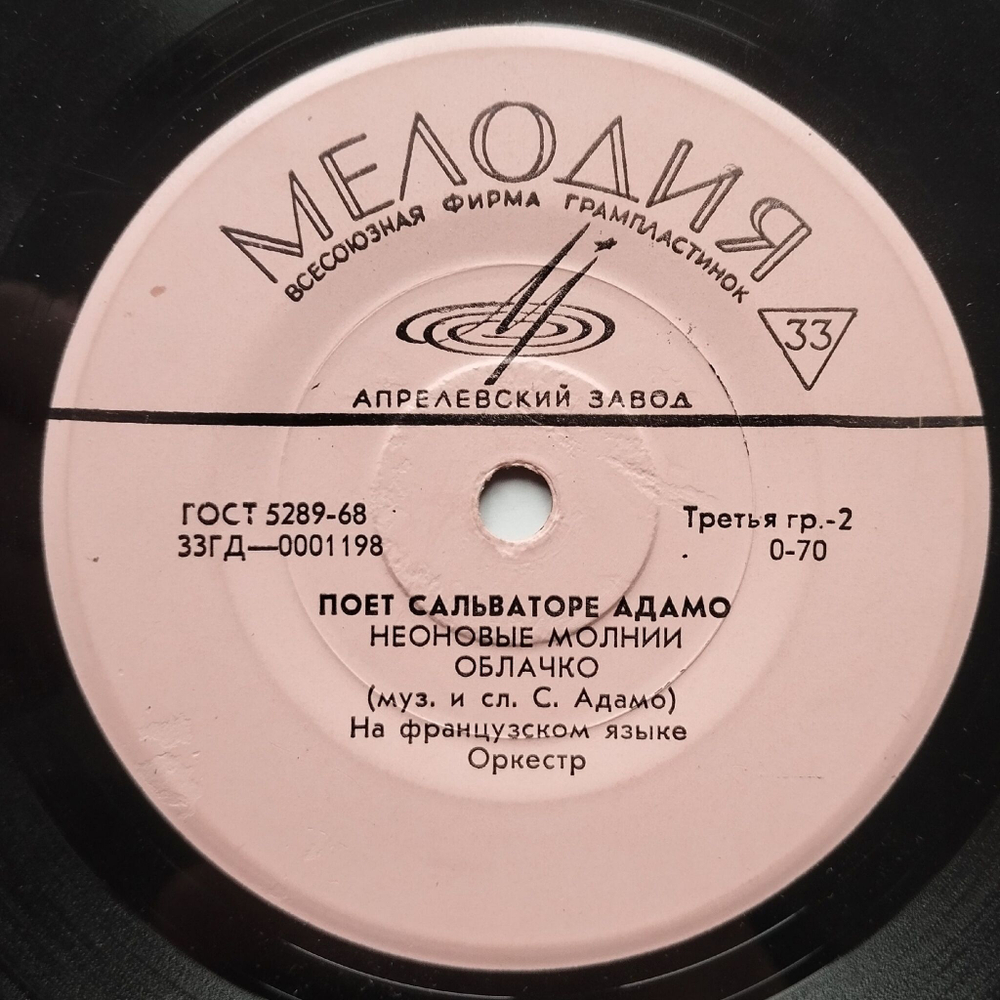 МЕЛОДИЯ
ВСЕСОЮЗНАЯ ФИРМА ГРАМПЛАСТИНОК
33
АПРЕЛЕВСКИЙ ЗАВОД
ГОСТ 5289-68
33ГД—0001198
Третья гр.-2
0-70
ПОЕТ САЛЬВАТОРЕ АДАМО
НЕОНОВЫЕ МОЛНИИ
ОБЛАЧКО
(муз. и сл. С. Адамо)
На французском языке
Оркестр